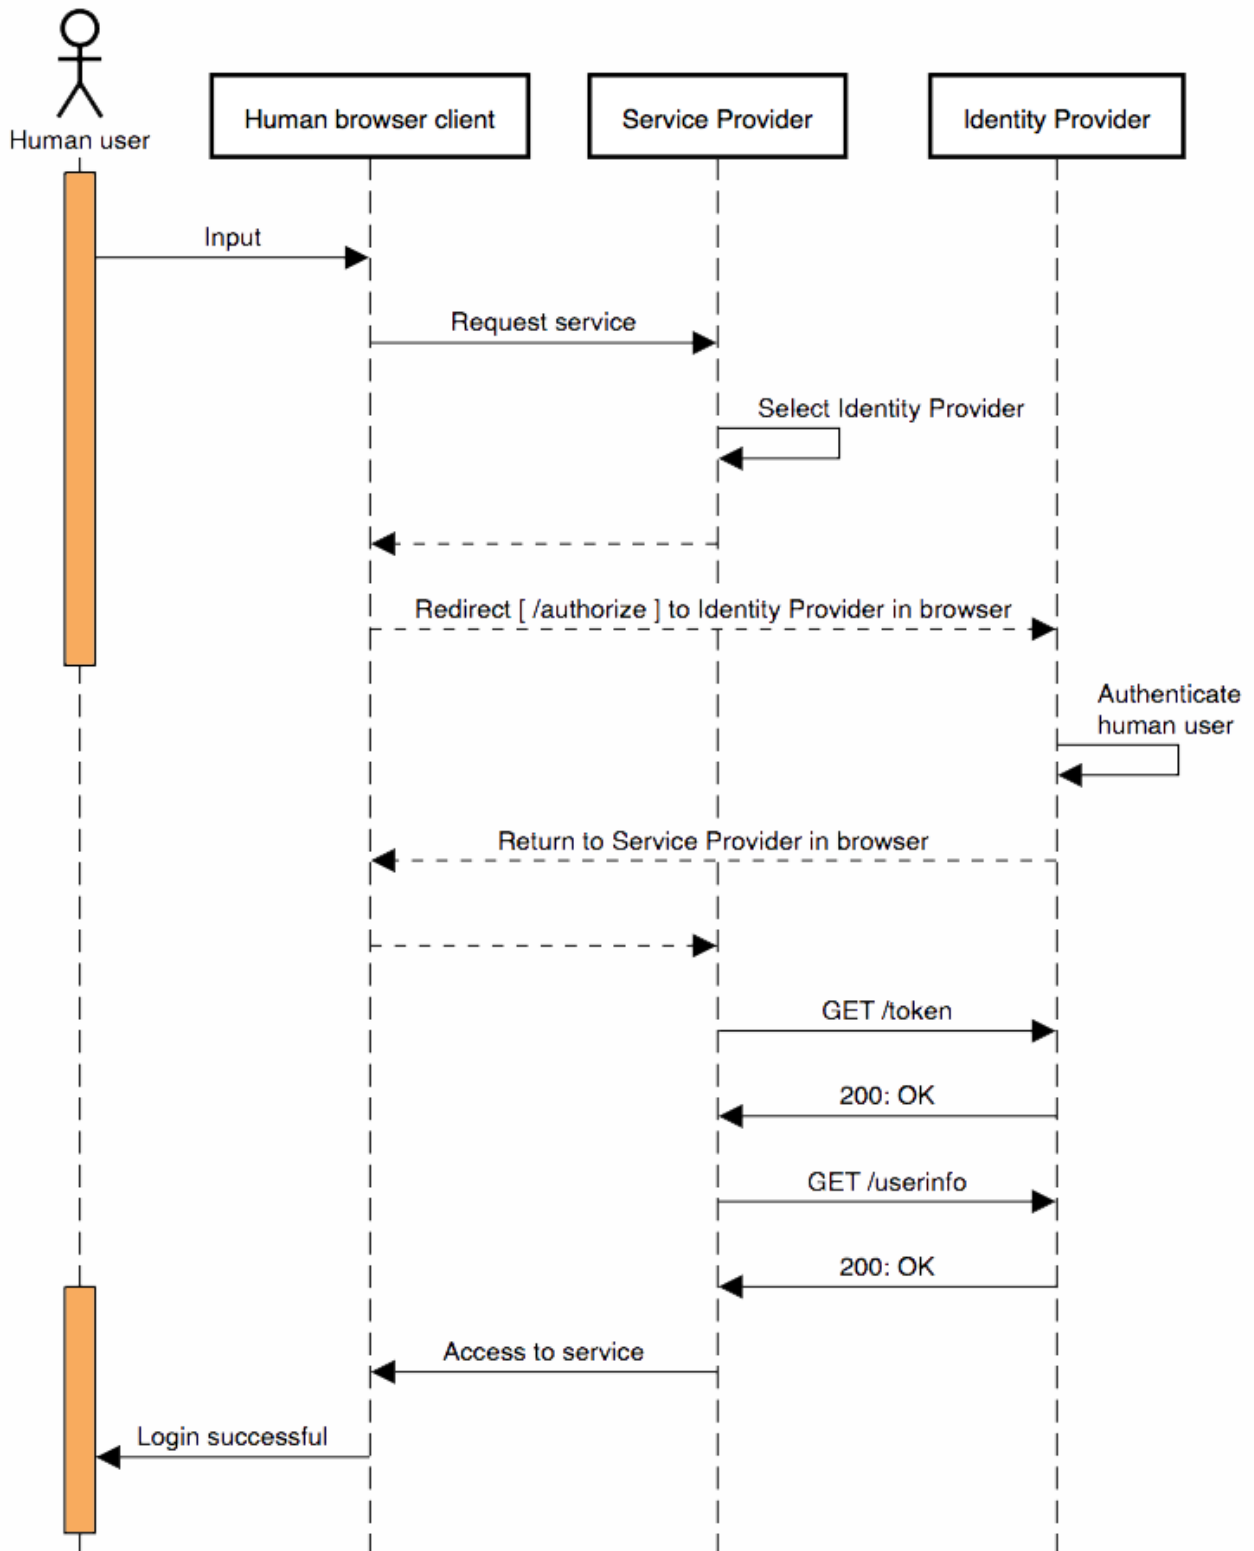 Human user
Human browser client
Service Provider
Identity Provider
Input
Request service
Select Identity Provider
Redirect [ /authorize ] to Identity Provider in browser
Authenticate
human user
Return to Service Provider in browser
GET /token
200: OK
GET /userinfo
200: OK
Access to service
Login successful